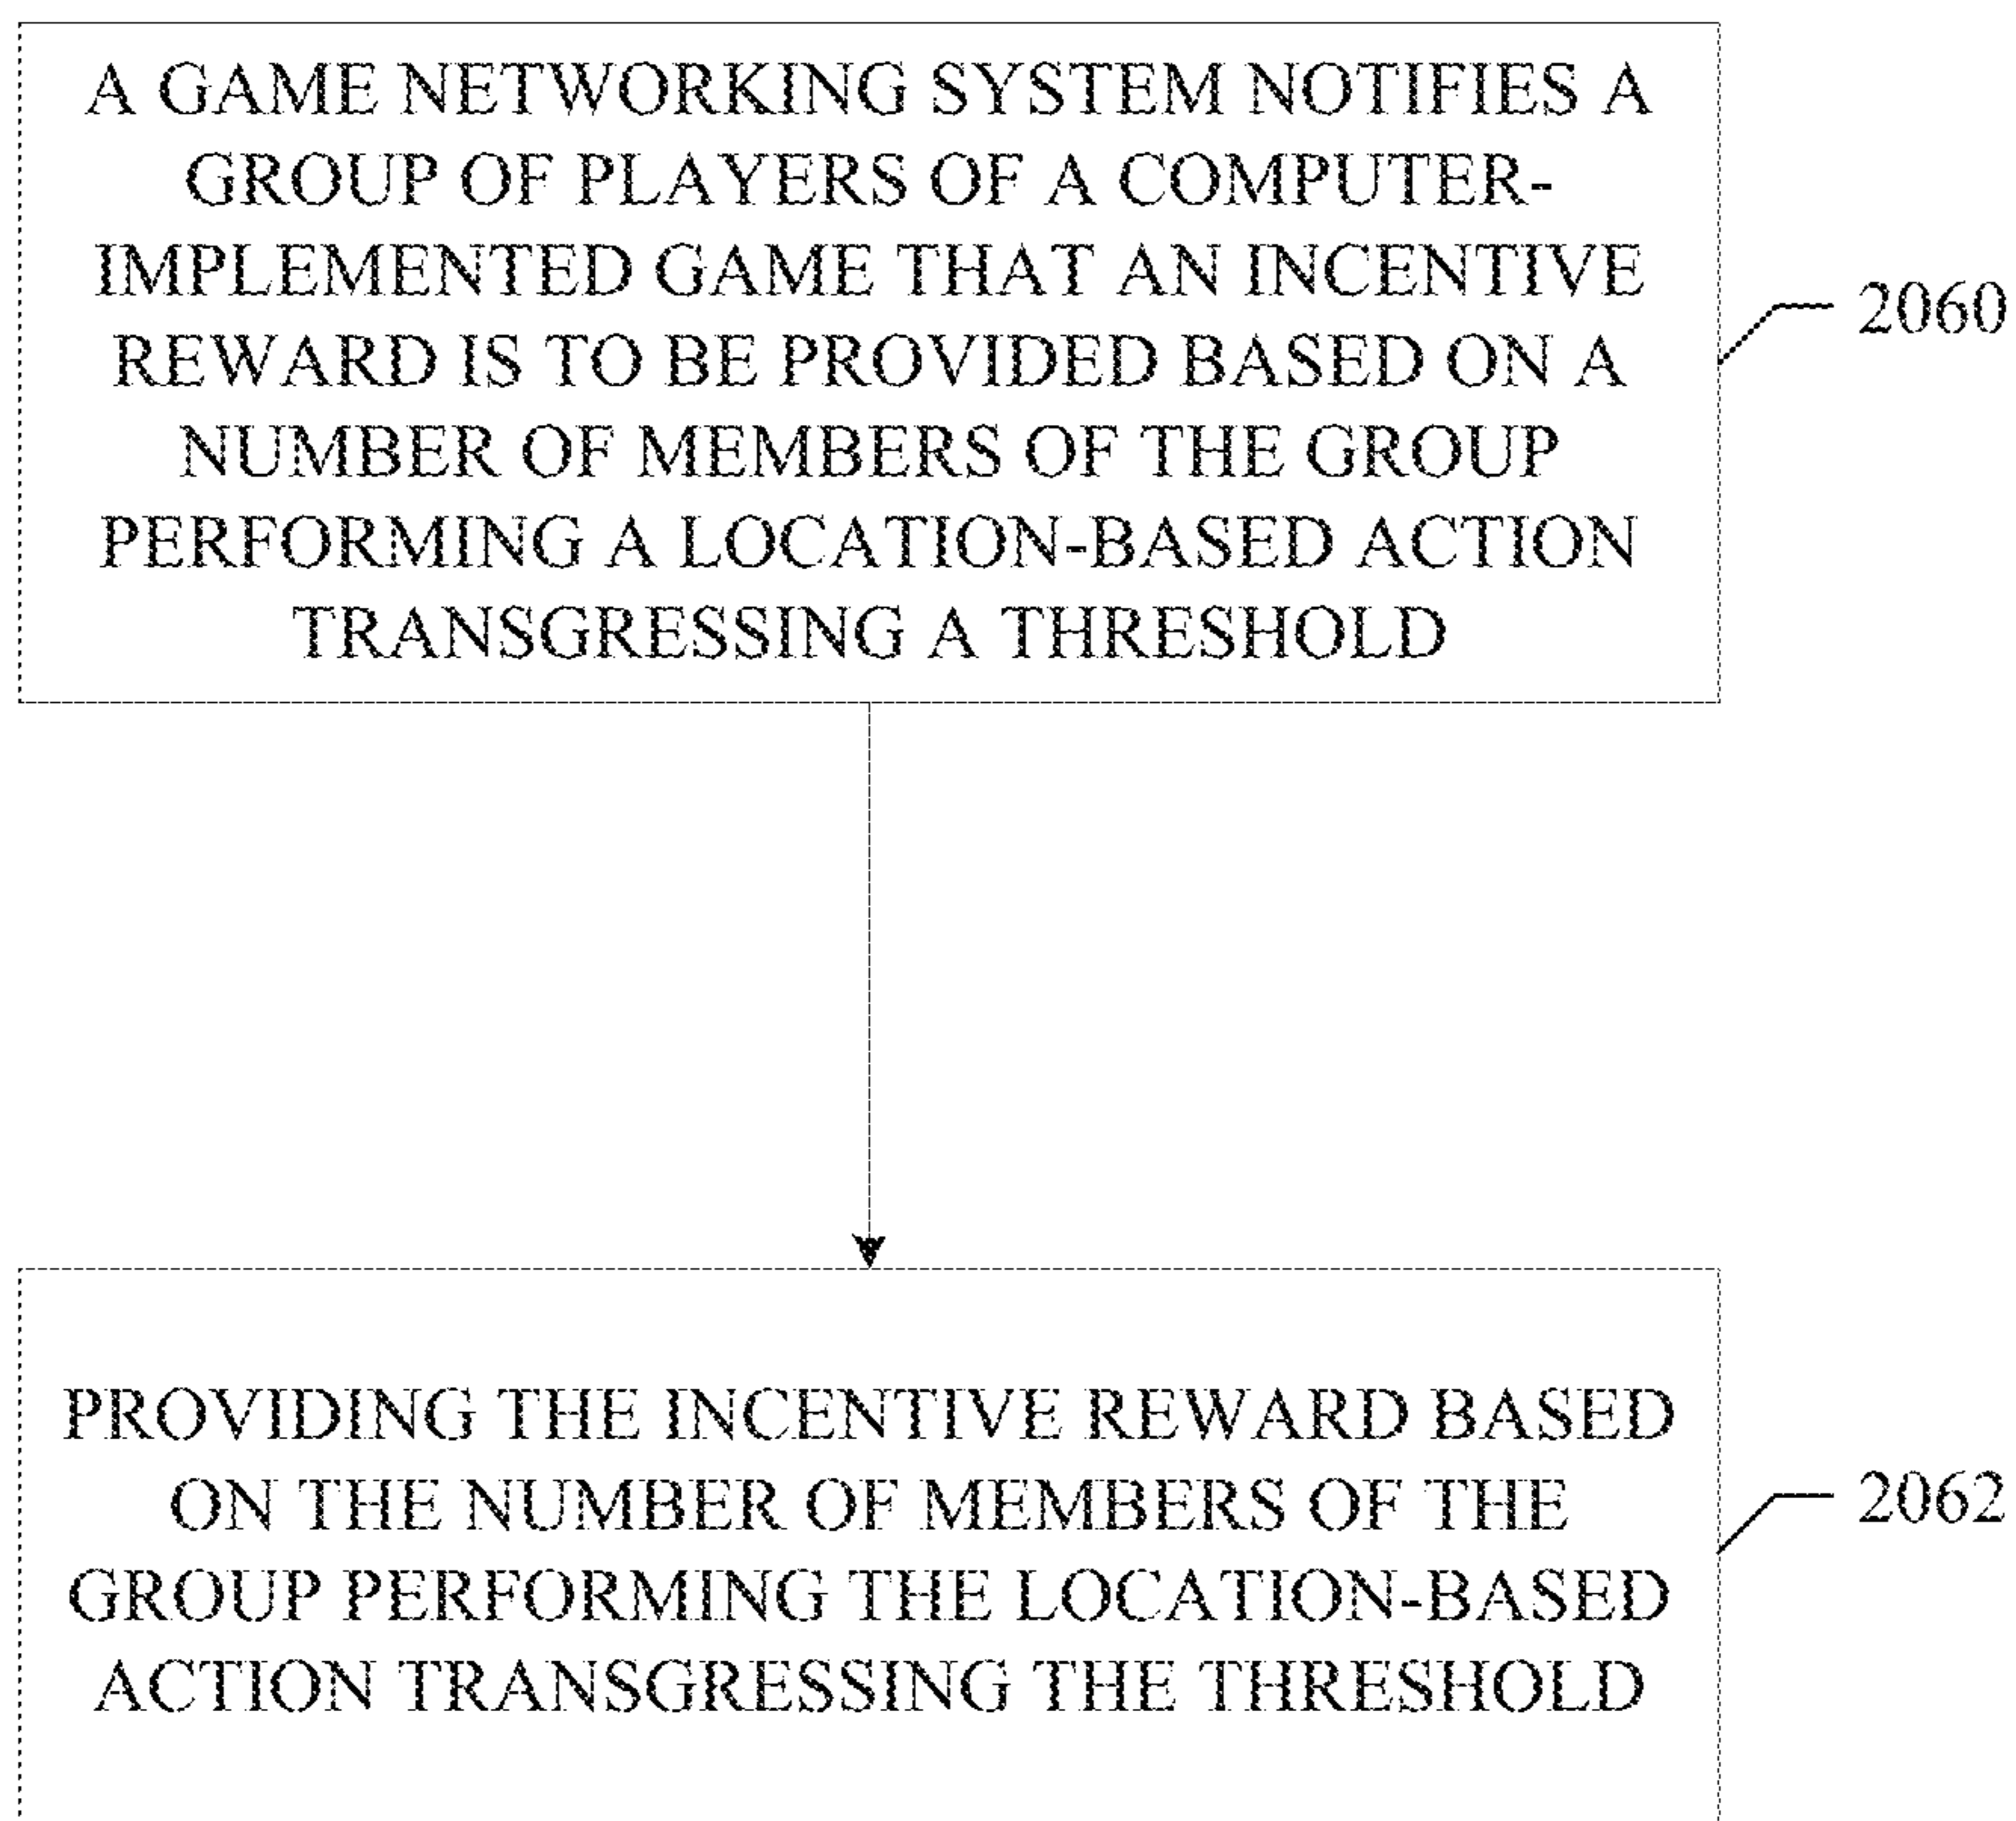 A GAME NETWORKING SYSTEM NOTIFIES A
GROUP OF PLAYERS OF A COMPUTER-
IMPLEMENTED GAME THAT AN INCENTIVE
REWARD IS TO BE PROVIDED BASED ON A
NUMBER OF MEMBERS OF THE GROUP
PERFORMING A LOCATION-BASED ACTION
TRANSGRESSING A THRESHOLD
2060
PROVIDING THE INCENTIVE REWARD BASED
ON THE NUMBER OF MEMBERS OF THE
GROUP PERFORMING THE LOCATION-BASED
ACTION TRANSGRESSING THE THRESHOLD
2062